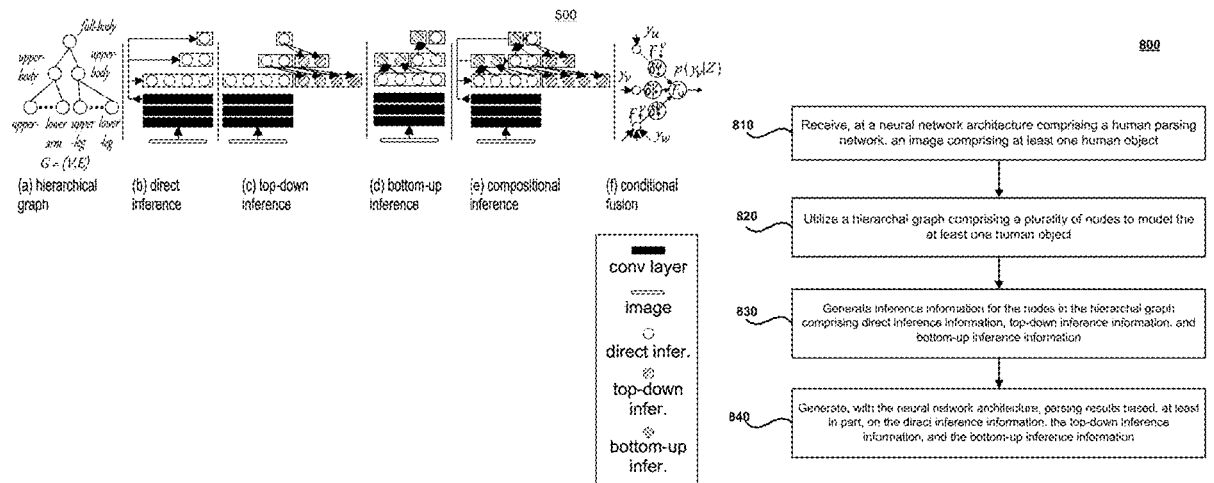 500
full-body
upper-body
upper-body
upper-
lower arm
upper-leg
lower leg
G = (V,E)
y_u
y_v
y_w
p(y_v|Z)
(a) hierarchical graph
(b) direct inference
(c) top-down inference
(d) bottom-up inference
(e) compositional inference
(f) conditional fusion
conv layer
image
direct infer.
top-down infer.
bottom-up infer.
800
810
Receive, at a neural network architecture comprising a human parsing
network, an image comprising at least one human object
820
Utilize a hierarchal graph comprising a plurality of nodes to model the
at least one human object
830
Generate inference information for the nodes in the hierarchal graph
comprising direct inference information, top-down inference information, and
bottom-up inference information
840
Generate, with the neural network architecture, parsing results based, at least
in part, on the direct inference information, the top-down inference
information, and the bottom-up inference information